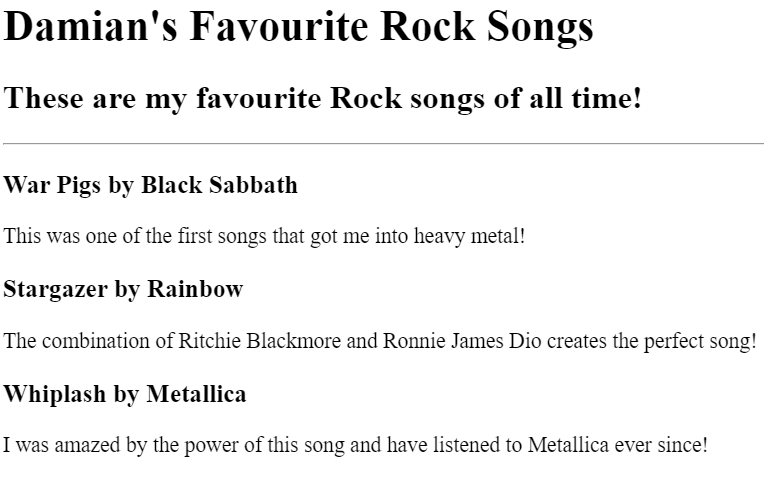 Damian's Favourite Rock Songs
These are my favourite Rock songs of all time!
War Pigs by Black Sabbath
This was one of the first songs that got me into heavy metal!
Stargazer by Rainbow
The combination of Ritchie Blackmore and Ronnie James Dio creates the perfect song!
Whiplash by Metallica
I was amazed by the power of this song and have listened to Metallica ever since!